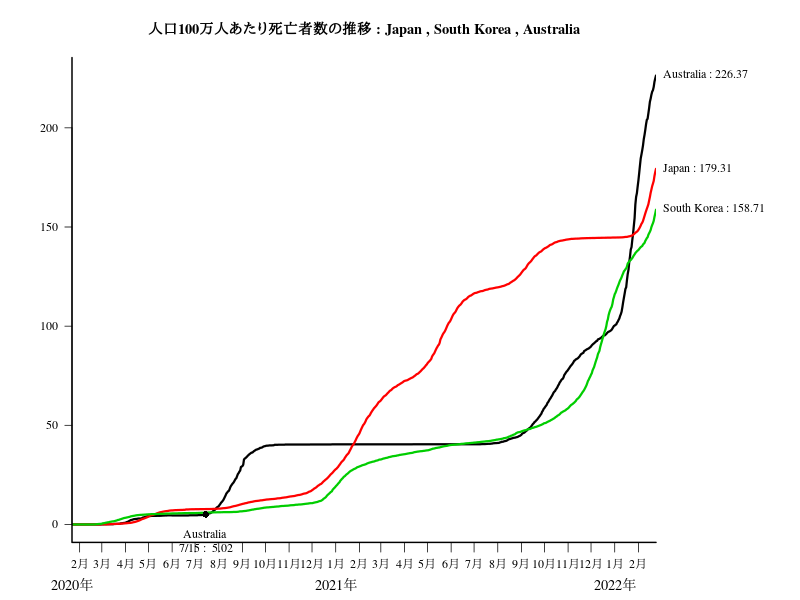 人口100万人あたり死亡者数の推移 : Japan , South Korea , Australia
Australia : 226.37
200
Japan : 179.31
South Korea : 158.71
150
100
50
0
Australia
7/15 : 5.02
2月 3月 4月 5月 6月 7月 8月 9月 10月 11月 12月 1月 2月 3月 4月 5月 6月 7月 8月 9月 10月 11月 12月 1月 2月
2020年 2021年 2022年